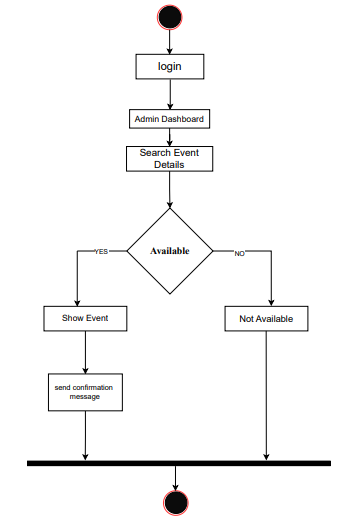 login
Admin Dashboard
Search Event
Details
Available
YES
NO
Show Event
Not Available
send confirmation
message